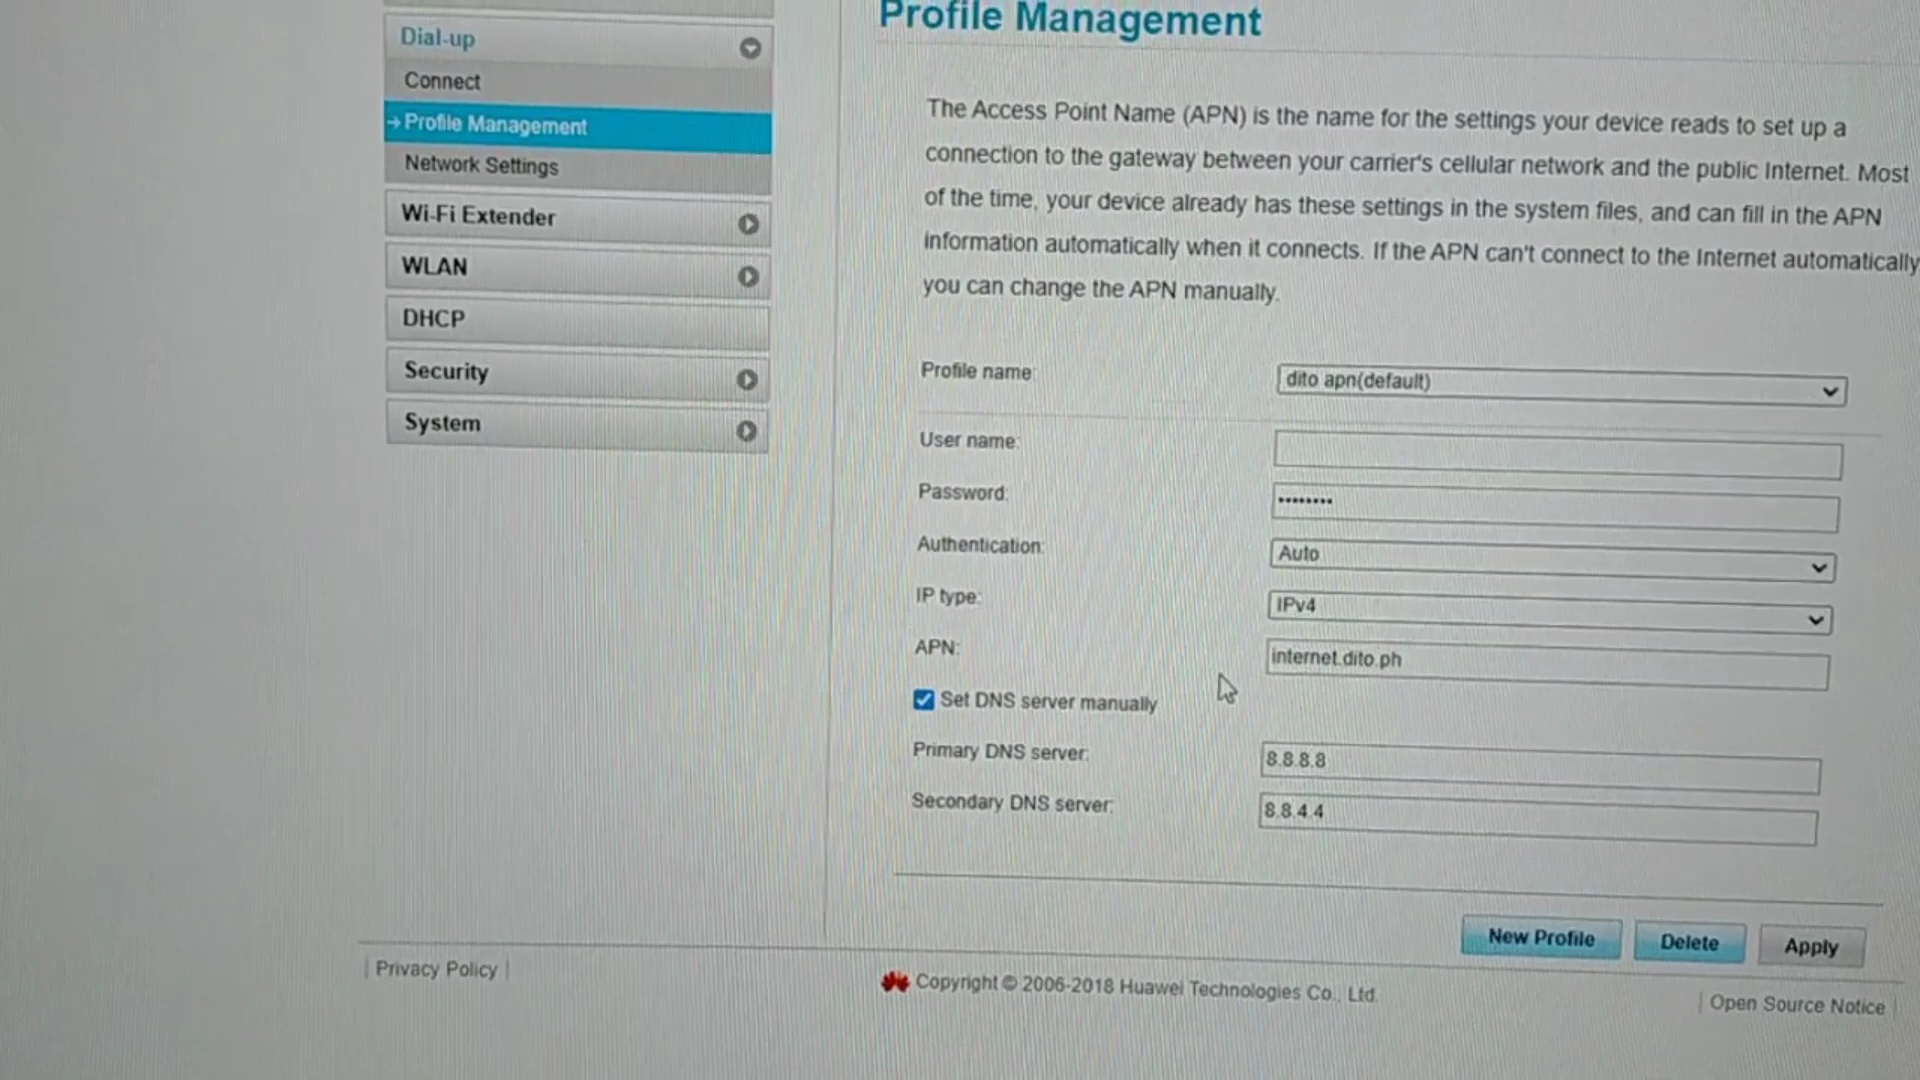 Dial-up
Connect
→Profile Management
Network Settings
Wi-Fi Extender
WLAN
DHCP
Security
System
Profile Management
The Access Point Name (APN) is the name for the settings your device reads to set up a
connection to the gateway between your carrier's cellular network and the public Internet. Most
of the time, your device already has these settings in the system files, and can fill in the APN
information automatically when it connects. If the APN can't connect to the Internet automatically
you can change the APN manually.
Profile name: dito apn(default)
User name:
Password: ••••••••
Authentication: Auto
IP type: IPv4
APN: internet.dito.ph
Set DNS server manually
Primary DNS server: 8.8.8.8
Secondary DNS server: 8.8.4.4
New Profile Delete Apply
| Privacy Policy |
Copyright © 2006-2018 Huawei Technologies Co., Ltd.
| Open Source Notice |